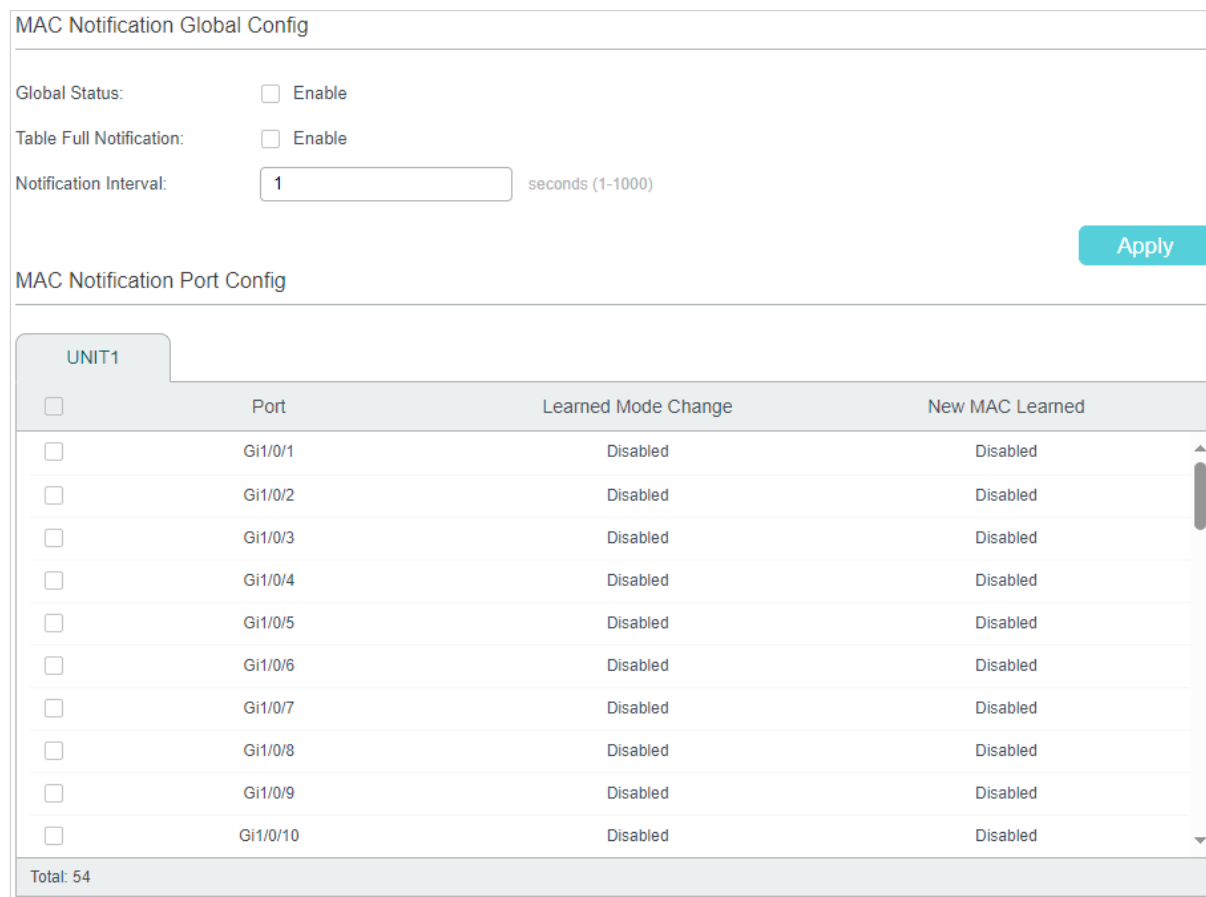 MAC Notification Global Config
Global Status: Enable
Table Full Notification: Enable
Notification Interval: 1 seconds (1-1000)
Apply
MAC Notification Port Config
UNIT1
Port Learned Mode Change New MAC Learned
Gi1/0/1 Disabled Disabled
Gi1/0/2 Disabled Disabled
Gi1/0/3 Disabled Disabled
Gi1/0/4 Disabled Disabled
Gi1/0/5 Disabled Disabled
Gi1/0/6 Disabled Disabled
Gi1/0/7 Disabled Disabled
Gi1/0/8 Disabled Disabled
Gi1/0/9 Disabled Disabled
Gi1/0/10 Disabled Disabled
Total: 54